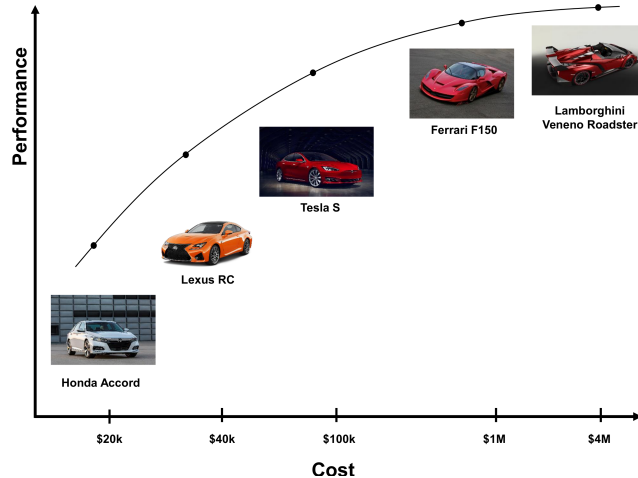 Performance
Lamborghini
Veneno Roadster
Ferrari F150
Tesla S
Lexus RC
Honda Accord
$20k
$40k
$100k
$1M
$4M
Cost